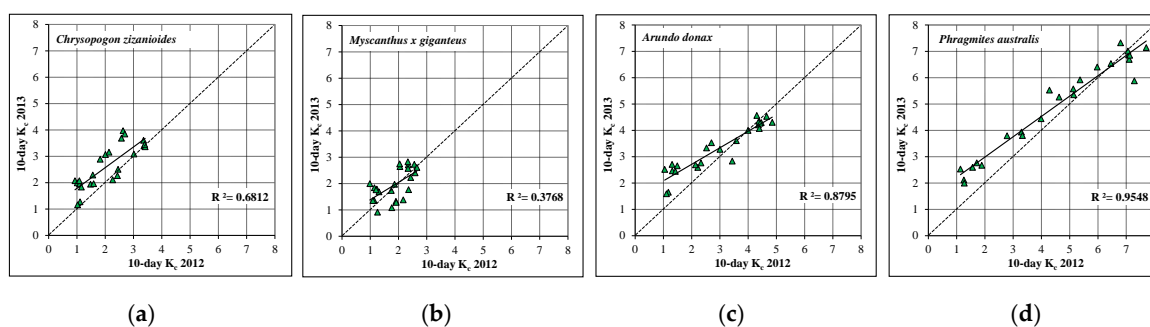 Chrysopogon zizanioides
8
7
6
5
4
3
2
1
0
10-day Kc 2013
R ²= 0.6812
0 1 2 3 4 5 6 7 8
10-day Kc 2012
(a)
Myscanthus x giganteus
8
7
6
5
4
3
2
1
0
10-day Kc 2013
R ²= 0.3768
0 1 2 3 4 5 6 7 8
10-day Kc 2012
(b)
Arundo donax
8
7
6
5
4
3
2
1
0
10-day Kc 2013
R ²= 0.8795
0 1 2 3 4 5 6 7 8
10-day Kc 2012
(c)
Phragmites australis
8
7
6
5
4
3
2
1
0
10-day Kc 2013
R ²= 0.9548
0 1 2 3 4 5 6 7
10-day Kc 2012
(d)